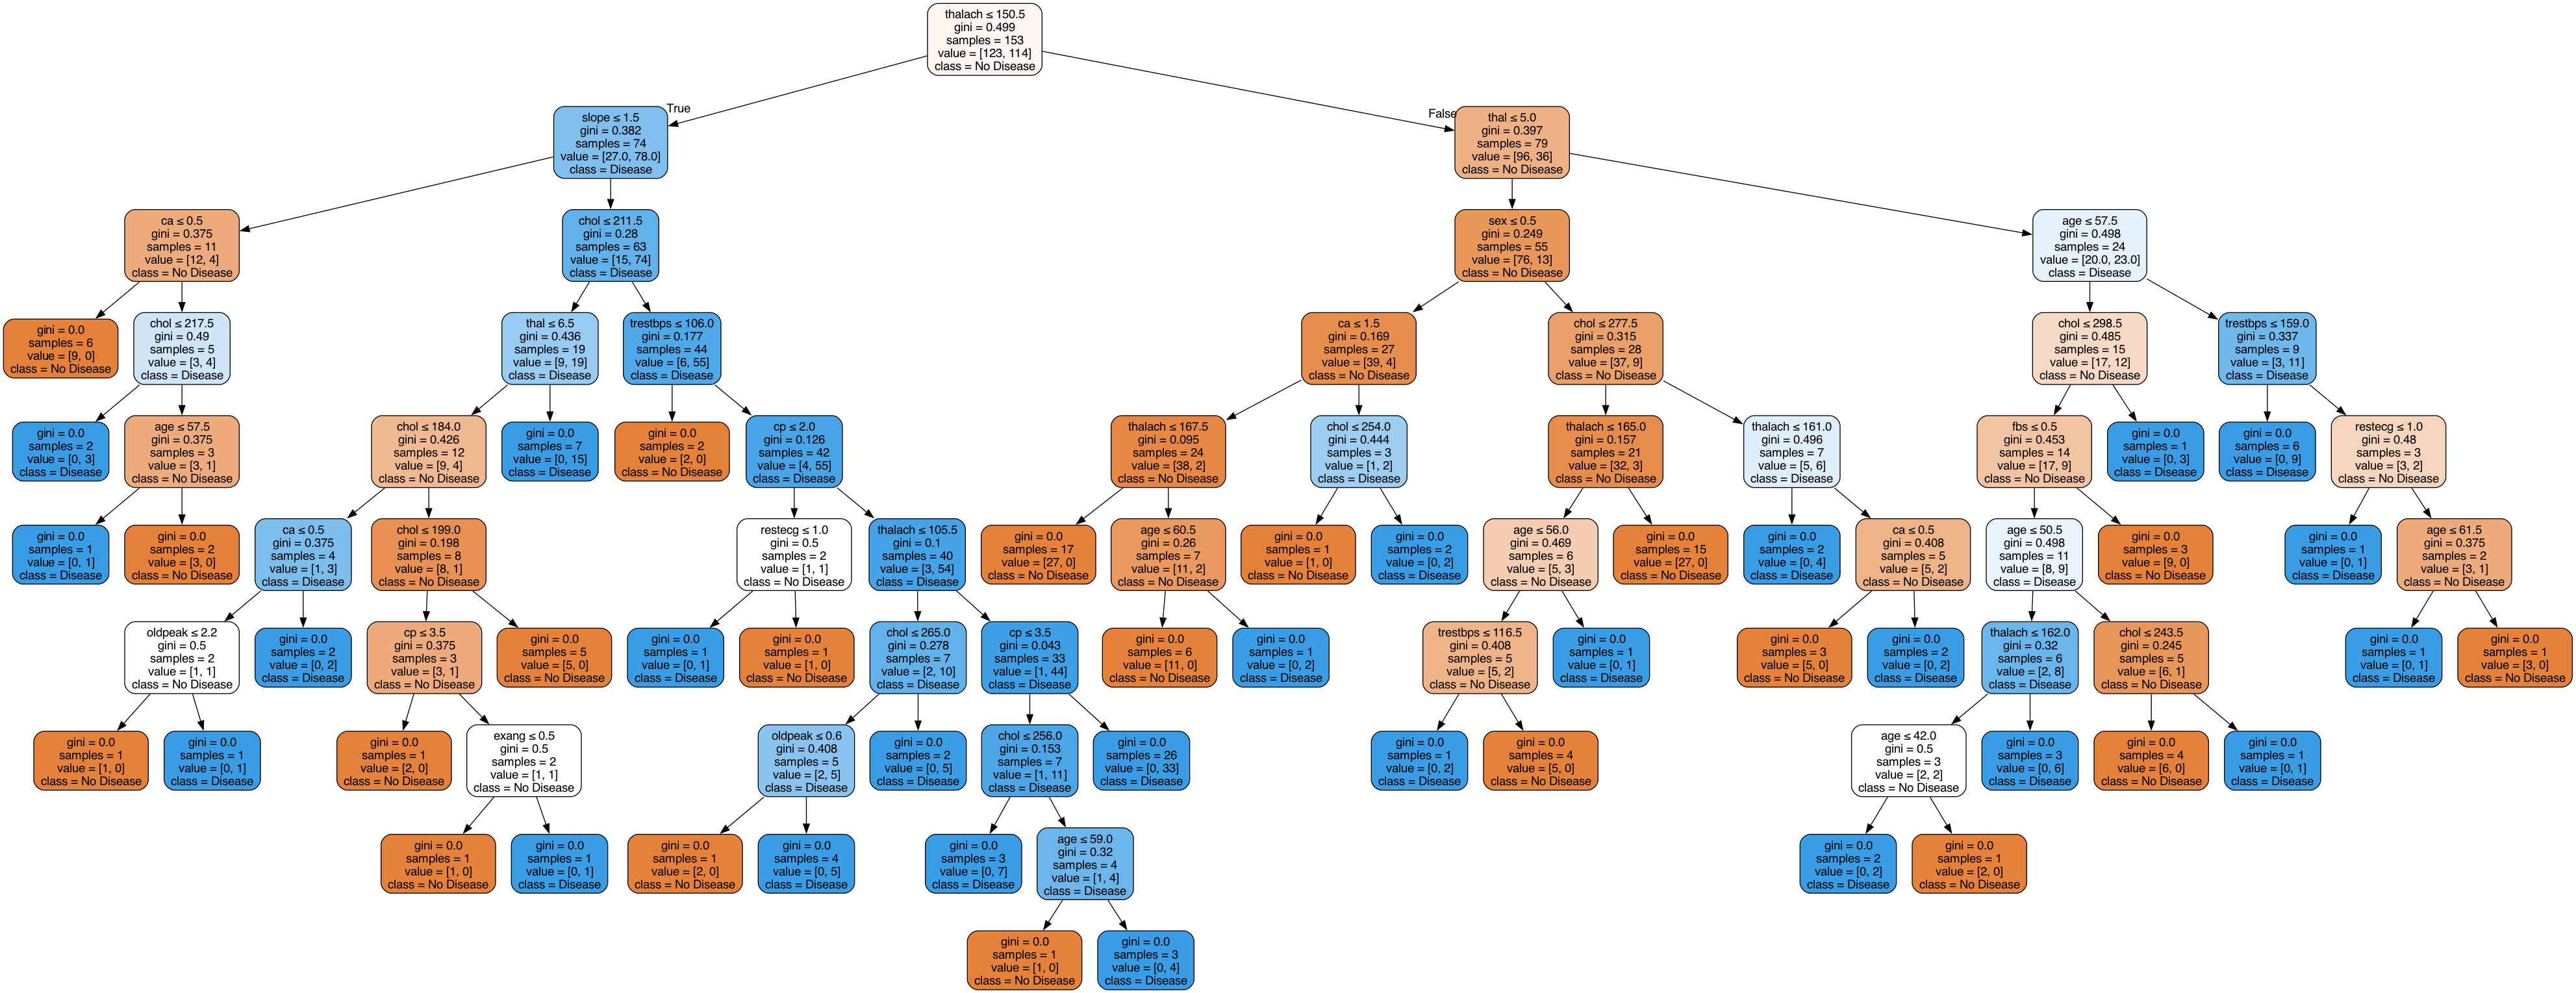 thalach ≤ 150.5
gini = 0.499
samples = 153
value = [123, 114]
class = No Disease
True
False
slope ≤ 1.5
gini = 0.382
samples = 74
value = [27.0, 78.0]
class = Disease
thal ≤ 5.0
gini = 0.397
samples = 79
value = [96, 36]
class = No Disease
ca ≤ 0.5
gini = 0.375
samples = 11
value = [12, 4]
class = No Disease
chol ≤ 211.5
gini = 0.28
samples = 63
value = [15, 74]
class = Disease
sex ≤ 0.5
gini = 0.249
samples = 55
value = [76, 13]
class = No Disease
age ≤ 57.5
gini = 0.498
samples = 24
value = [20.0, 23.0]
class = Disease
gini = 0.0
samples = 6
value = [9, 0]
class = No Disease
chol ≤ 217.5
gini = 0.49
samples = 5
value = [3, 4]
class = Disease
thal ≤ 6.5
gini = 0.436
samples = 19
value = [9, 19]
class = Disease
trestbps ≤ 106.0
gini = 0.177
samples = 44
value = [6, 55]
class = Disease
ca ≤ 1.5
gini = 0.169
samples = 27
value = [39, 4]
class = No Disease
chol ≤ 277.5
gini = 0.315
samples = 28
value = [37, 9]
class = No Disease
chol ≤ 298.5
gini = 0.485
samples = 15
value = [17, 12]
class = No Disease
trestbps ≤ 159.0
gini = 0.337
samples = 9
value = [3, 11]
class = Disease
gini = 0.0
samples = 2
value = [0, 3]
class = Disease
age ≤ 57.5
gini = 0.375
samples = 3
value = [3, 1]
class = No Disease
chol ≤ 184.0
gini = 0.426
samples = 12
value = [9, 4]
class = No Disease
gini = 0.0
samples = 7
value = [0, 15]
class = Disease
gini = 0.0
samples = 2
value = [2, 0]
class = No Disease
cp ≤ 2.0
gini = 0.126
samples = 42
value = [4, 55]
class = Disease
thalach ≤ 167.5
gini = 0.095
samples = 24
value = [38, 2]
class = No Disease
chol ≤ 254.0
gini = 0.444
samples = 3
value = [1, 2]
class = Disease
thalach ≤ 165.0
gini = 0.157
samples = 21
value = [32, 3]
class = No Disease
thalach ≤ 161.0
gini = 0.496
samples = 7
value = [5, 6]
class = Disease
fbs ≤ 0.5
gini = 0.453
samples = 14
value = [17, 9]
class = No Disease
gini = 0.0
samples = 1
value = [0, 3]
class = Disease
gini = 0.0
samples = 6
value = [0, 9]
class = Disease
restecg ≤ 1.0
gini = 0.48
samples = 3
value = [3, 2]
class = No Disease
gini = 0.0
samples = 1
value = [0, 1]
class = Disease
gini = 0.0
samples = 2
value = [3, 0]
class = No Disease
ca ≤ 0.5
gini = 0.375
samples = 4
value = [1, 3]
class = Disease
chol ≤ 199.0
gini = 0.198
samples = 8
value = [8, 1]
class = No Disease
restecg ≤ 1.0
gini = 0.5
samples = 2
value = [1, 1]
class = No Disease
thalach ≤ 105.5
gini = 0.1
samples = 40
value = [3, 54]
class = Disease
gini = 0.0
samples = 17
value = [27, 0]
class = No Disease
age ≤ 60.5
gini = 0.26
samples = 7
value = [11, 2]
class = No Disease
gini = 0.0
samples = 1
value = [1, 0]
class = No Disease
gini = 0.0
samples = 2
value = [0, 2]
class = Disease
age ≤ 56.0
gini = 0.469
samples = 6
value = [5, 3]
class = No Disease
gini = 0.0
samples = 15
value = [27, 0]
class = No Disease
gini = 0.0
samples = 2
value = [0, 4]
class = Disease
ca ≤ 0.5
gini = 0.408
samples = 5
value = [5, 2]
class = No Disease
age ≤ 50.5
gini = 0.498
samples = 11
value = [8, 9]
class = Disease
gini = 0.0
samples = 3
value = [9, 0]
class = No Disease
gini = 0.0
samples = 1
value = [0, 1]
class = Disease
age ≤ 61.5
gini = 0.375
samples = 2
value = [3, 1]
class = No Disease
oldpeak ≤ 2.2
gini = 0.5
samples = 2
value = [1, 1]
class = No Disease
gini = 0.0
samples = 2
value = [0, 2]
class = Disease
cp ≤ 3.5
gini = 0.375
samples = 3
value = [3, 1]
class = No Disease
gini = 0.0
samples = 5
value = [5, 0]
class = No Disease
gini = 0.0
samples = 1
value = [0, 1]
class = Disease
gini = 0.0
samples = 1
value = [1, 0]
class = No Disease
chol ≤ 265.0
gini = 0.278
samples = 7
value = [2, 10]
class = Disease
cp ≤ 3.5
gini = 0.043
samples = 33
value = [1, 44]
class = Disease
gini = 0.0
samples = 6
value = [11, 0]
class = No Disease
gini = 0.0
samples = 1
value = [0, 2]
class = Disease
trestbps ≤ 116.5
gini = 0.408
samples = 5
value = [5, 2]
class = No Disease
gini = 0.0
samples = 1
value = [0, 1]
class = Disease
gini = 0.0
samples = 3
value = [5, 0]
class = No Disease
gini = 0.0
samples = 2
value = [0, 2]
class = Disease
thalach ≤ 162.0
gini = 0.32
samples = 6
value = [2, 8]
class = Disease
chol ≤ 243.5
gini = 0.245
samples = 5
value = [6, 1]
class = No Disease
gini = 0.0
samples = 1
value = [0, 1]
class = Disease
gini = 0.0
samples = 1
value = [3, 0]
class = No Disease
gini = 0.0
samples = 1
value = [1, 0]
class = No Disease
gini = 0.0
samples = 1
value = [0, 1]
class = Disease
gini = 0.0
samples = 1
value = [2, 0]
class = No Disease
exang ≤ 0.5
gini = 0.5
samples = 2
value = [1, 1]
class = No Disease
oldpeak ≤ 0.6
gini = 0.408
samples = 5
value = [2, 5]
class = Disease
gini = 0.0
samples = 2
value = [0, 5]
class = Disease
chol ≤ 256.0
gini = 0.153
samples = 7
value = [1, 11]
class = Disease
gini = 0.0
samples = 26
value = [0, 33]
class = Disease
gini = 0.0
samples = 1
value = [0, 2]
class = Disease
gini = 0.0
samples = 4
value = [5, 0]
class = No Disease
age ≤ 42.0
gini = 0.5
samples = 3
value = [2, 2]
class = No Disease
gini = 0.0
samples = 3
value = [0, 6]
class = Disease
gini = 0.0
samples = 4
value = [6, 0]
class = No Disease
gini = 0.0
samples = 1
value = [0, 1]
class = Disease
gini = 0.0
samples = 1
value = [1, 0]
class = No Disease
gini = 0.0
samples = 1
value = [0, 1]
class = Disease
gini = 0.0
samples = 1
value = [2, 0]
class = No Disease
gini = 0.0
samples = 4
value = [0, 5]
class = Disease
gini = 0.0
samples = 3
value = [0, 7]
class = Disease
age ≤ 59.0
gini = 0.32
samples = 4
value = [1, 4]
class = Disease
gini = 0.0
samples = 2
value = [0, 2]
class = Disease
gini = 0.0
samples = 1
value = [2, 0]
class = No Disease
gini = 0.0
samples = 1
value = [1, 0]
class = No Disease
gini = 0.0
samples = 3
value = [0, 4]
class = Disease